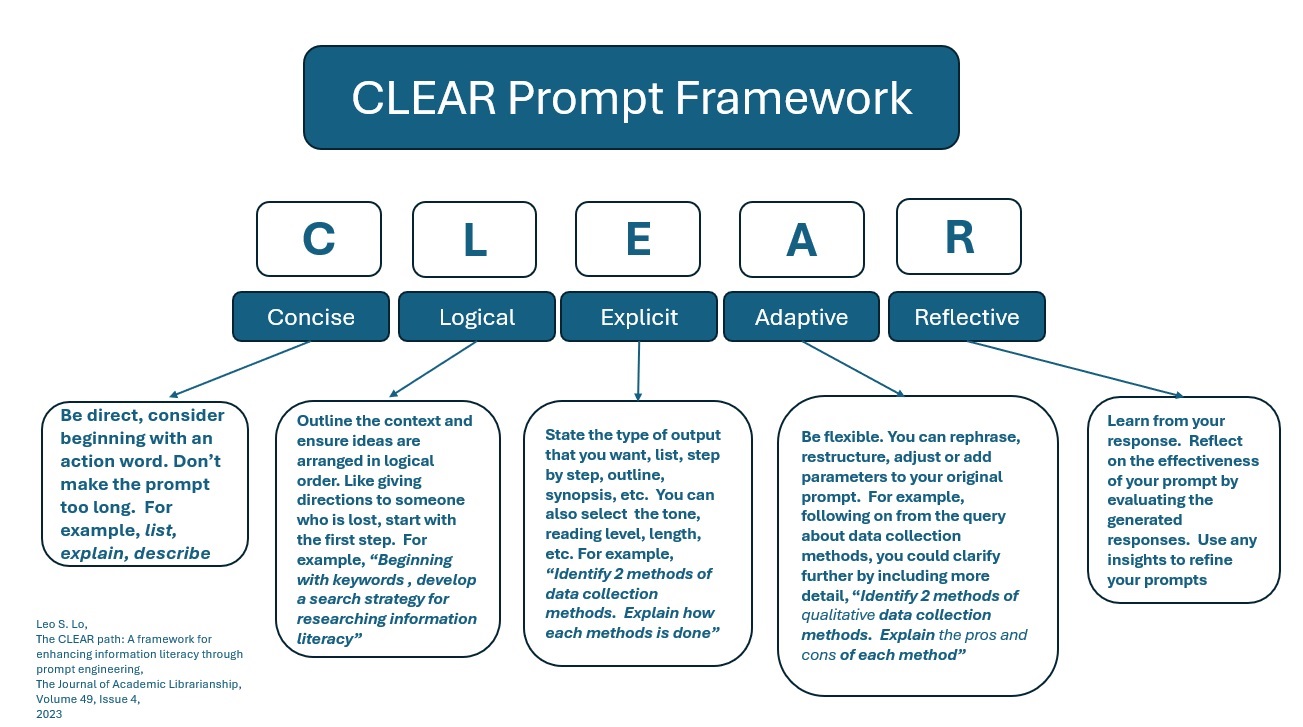 CLEAR Prompt Framework
C
L
E
A
R
Concise
Logical
Explicit
Adaptive
Reflective
Be direct, consider
beginning with an
action word. Don’t
make the prompt
too long.  For
example, list,
explain, describe
Outline the context and
ensure ideas are
arranged in logical
order. Like giving
directions to someone
who is lost, start with
the first step.  For
example, “Beginning
with keywords , develop
a search strategy for
researching information
literacy”
State the type of output
that you want, list, step
by step, outline,
synopsis, etc.  You can
also select  the tone,
reading level, length,
etc. For example,
“Identify 2 methods of
data collection
methods.  Explain how
each methods is done”
Be flexible. You can rephrase,
restructure, adjust or add
parameters to your original
prompt.  For example,
following on from the query
about data collection
methods, you could clarify
further by including more
detail, “Identify 2 methods of
qualitative data collection
methods.  Explain the pros and
cons of each method”
Learn from your
response.  Reflect
on the effectiveness
of your prompt by
evaluating the
generated
responses.  Use any
insights to refine
your prompts
Leo S. Lo,
The CLEAR path: A framework for
enhancing information literacy through
prompt engineering,
The Journal of Academic Librarianship,
Volume 49, Issue 4,
2023